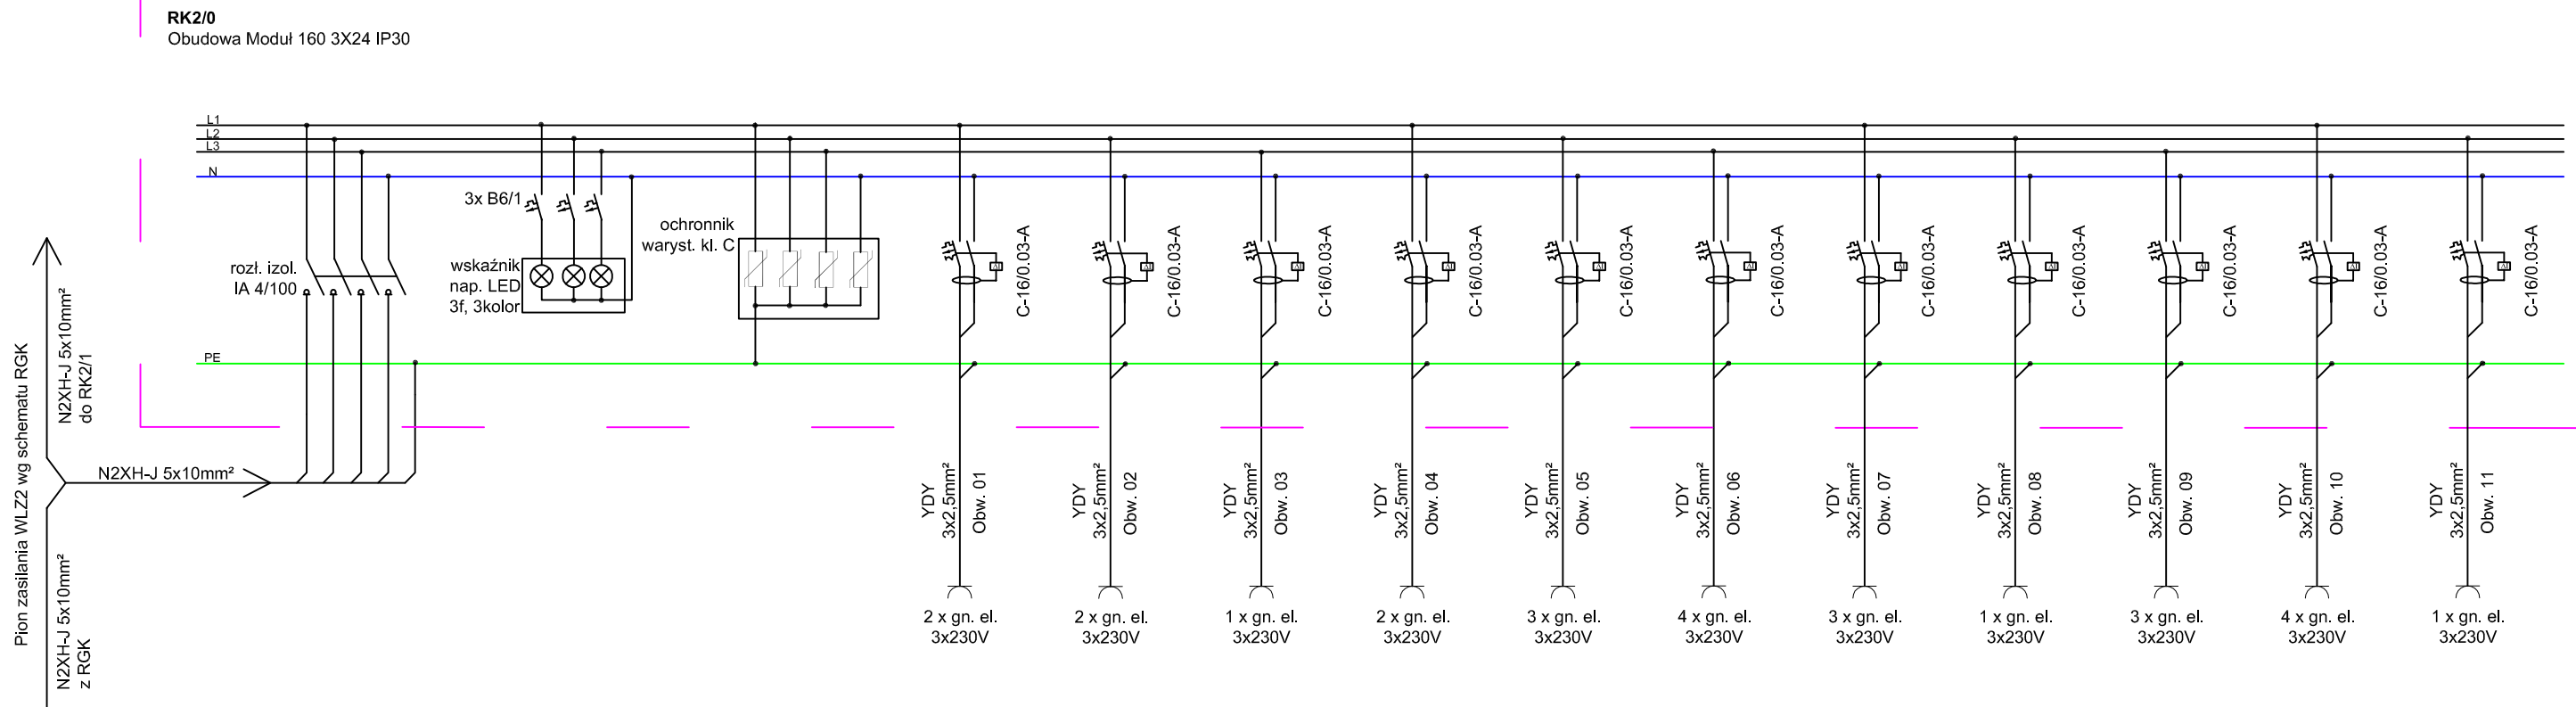 RK2/0
Obudowa Moduł 160 3X24 IP30
L1
L2
L3
N
PE
Pion zasilania WLZ2 wg schematu RGK
N2XH-J 5x10mm²
do RK2/1
N2XH-J 5x10mm²
N2XH-J 5x10mm²
z RGK
rozł. izol.
IA 4/100
3x B6/1
wskaźnik
nap. LED
3f, 3kolor
ochronnik
waryst. kl. C
C-16/0.03-A
C-16/0.03-A
C-16/0.03-A
C-16/0.03-A
C-16/0.03-A
C-16/0.03-A
C-16/0.03-A
C-16/0.03-A
C-16/0.03-A
C-16/0.03-A
C-16/0.03-A
YDY
3x2,5mm²
Obw. 01
YDY
3x2,5mm²
Obw. 02
YDY
3x2,5mm²
Obw. 03
YDY
3x2,5mm²
Obw. 04
YDY
3x2,5mm²
Obw. 05
YDY
3x2,5mm²
Obw. 06
YDY
3x2,5mm²
Obw. 07
YDY
3x2,5mm²
Obw. 08
YDY
3x2,5mm²
Obw. 09
YDY
3x2,5mm²
Obw. 10
YDY
3x2,5mm²
Obw. 11
2 x gn. el.
3x230V
2 x gn. el.
3x230V
1 x gn. el.
3x230V
2 x gn. el.
3x230V
3 x gn. el.
3x230V
4 x gn. el.
3x230V
3 x gn. el.
3x230V
1 x gn. el.
3x230V
3 x gn. el.
3x230V
4 x gn. el.
3x230V
1 x gn. el.
3x230V